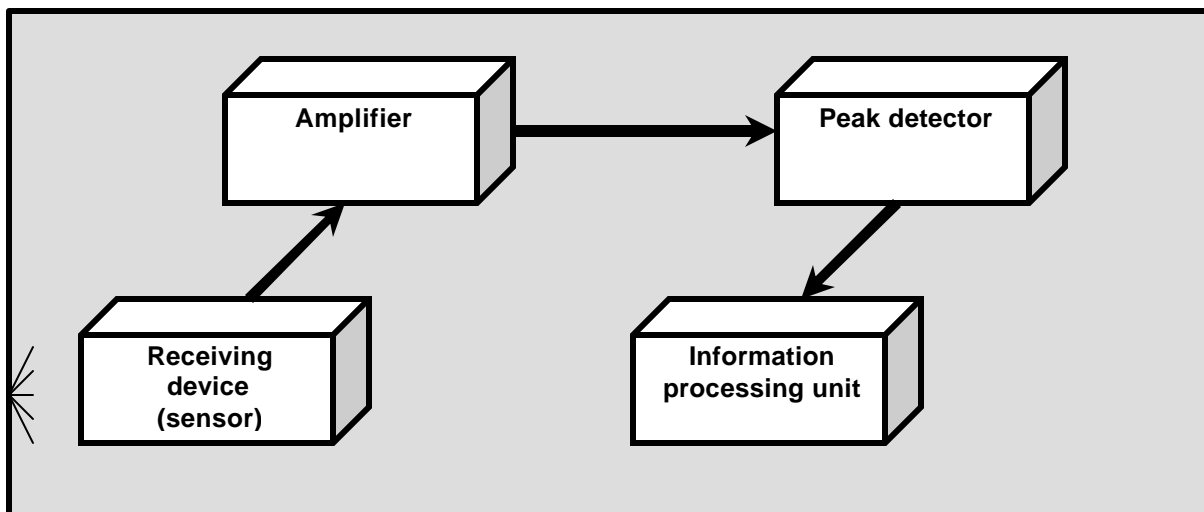 Amplifier
Peak detector
Receiving
device
(sensor)
Information
processing unit